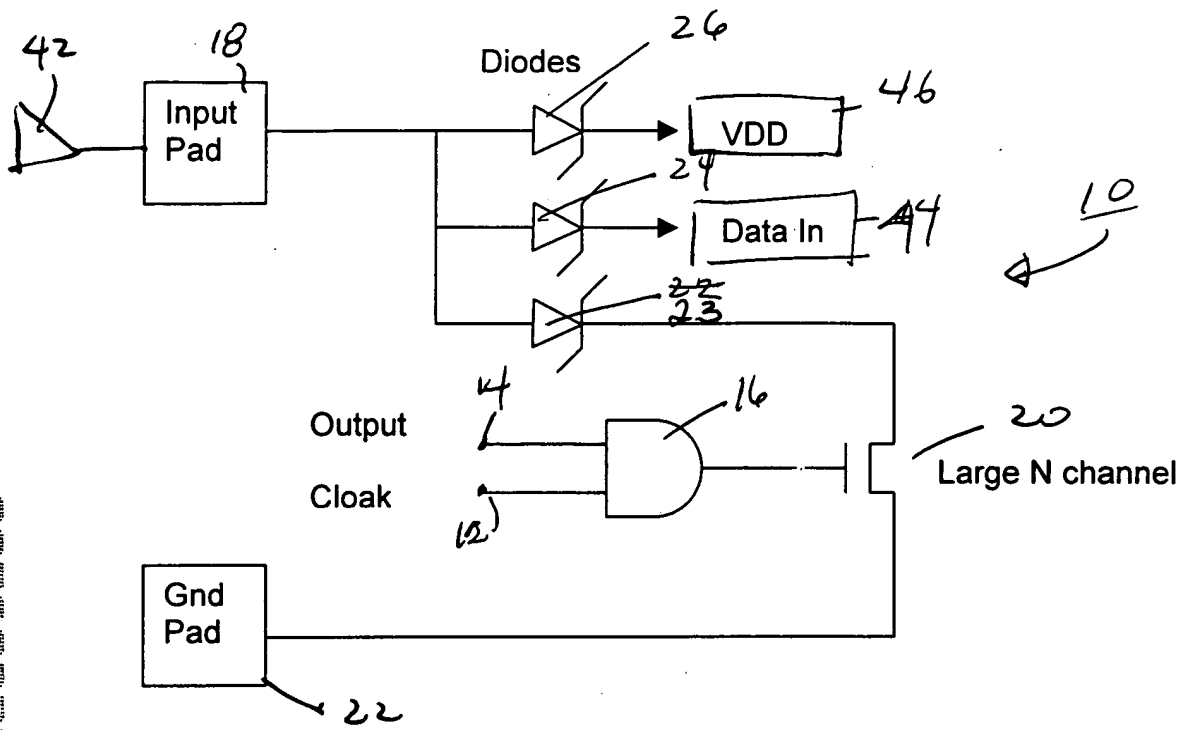 42
18
26
Diodes
Input
Pad
46
VDD
24
10
Data In
44
22
23
14
16
Output
20
Large N channel
Cloak
12
Gnd
Pad
22